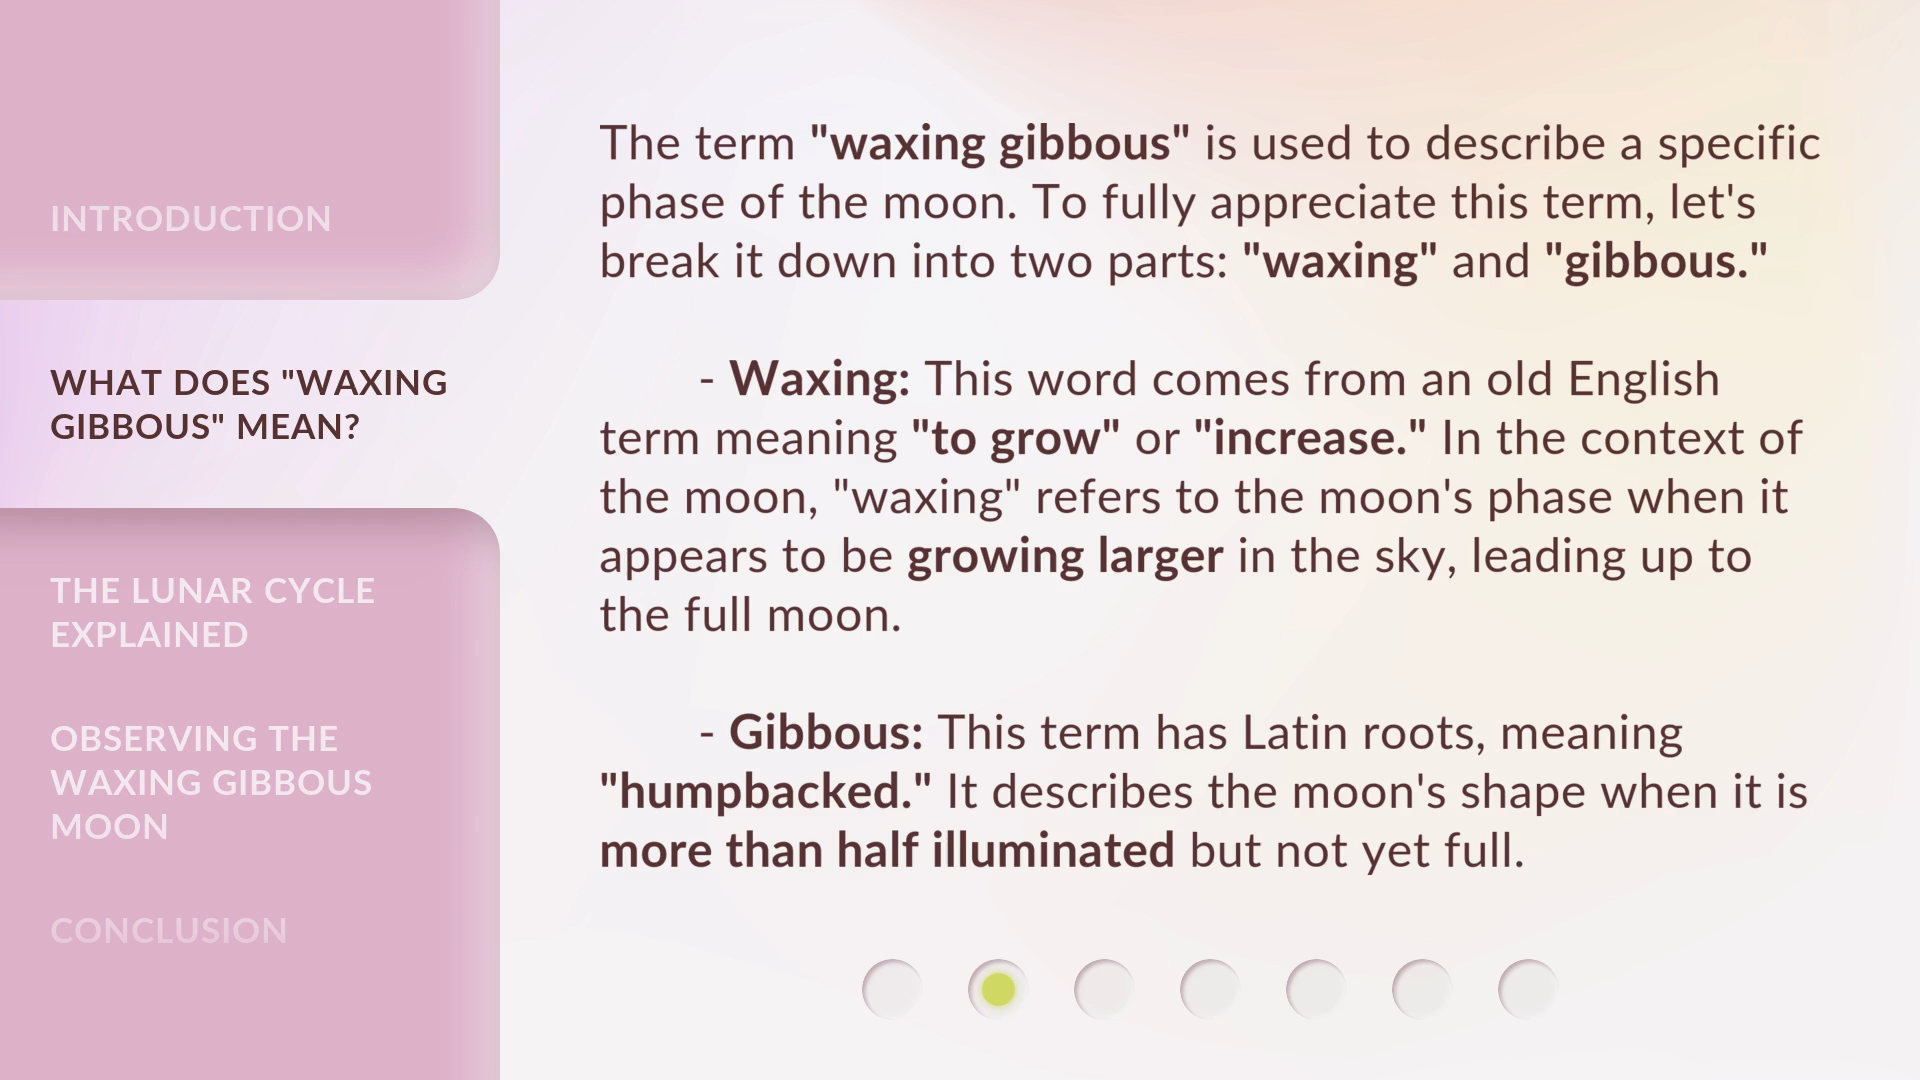 INTRODUCTION
WHAT DOES "WAXING
GIBBOUS" MEAN?
THE LUNAR CYCLE
EXPLAINED
OBSERVING THE
WAXING GIBBOUS
MOON
CONCLUSION
The term "waxing gibbous" is used to describe a specific
phase of the moon. To fully appreciate this term, let's
break it down into two parts: "waxing" and "gibbous."
- Waxing: This word comes from an old English
term meaning "to grow" or "increase." In the context of
the moon, "waxing" refers to the moon's phase when it
appears to be growing larger in the sky, leading up to
the full moon.
- Gibbous: This term has Latin roots, meaning
"humpbacked." It describes the moon's shape when it is
more than half illuminated but not yet full.